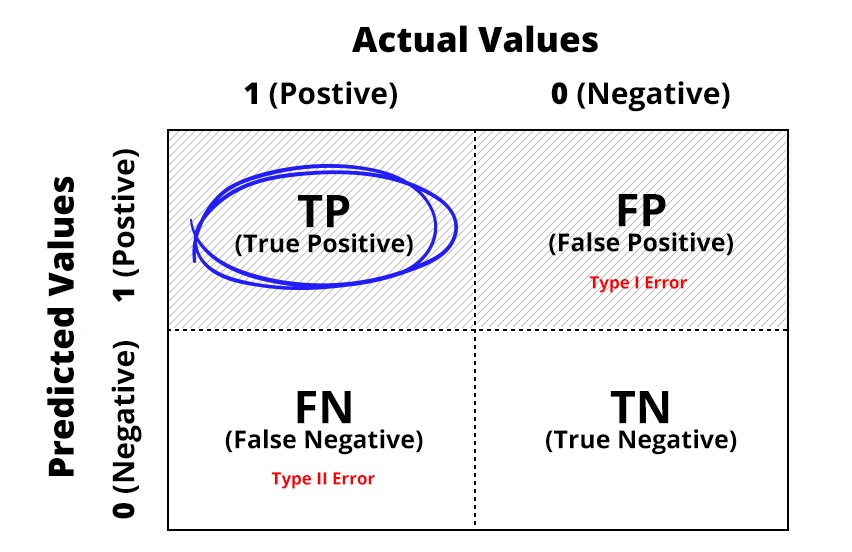 Actual Values
1 (Postive)
0 (Negative)
Predicted Values
1 (Postive)
0 (Negative)
TP
(True Positive)
FP
(False Positive)
Type I Error
FN
(False Negative)
Type II Error
TN
(True Negative)